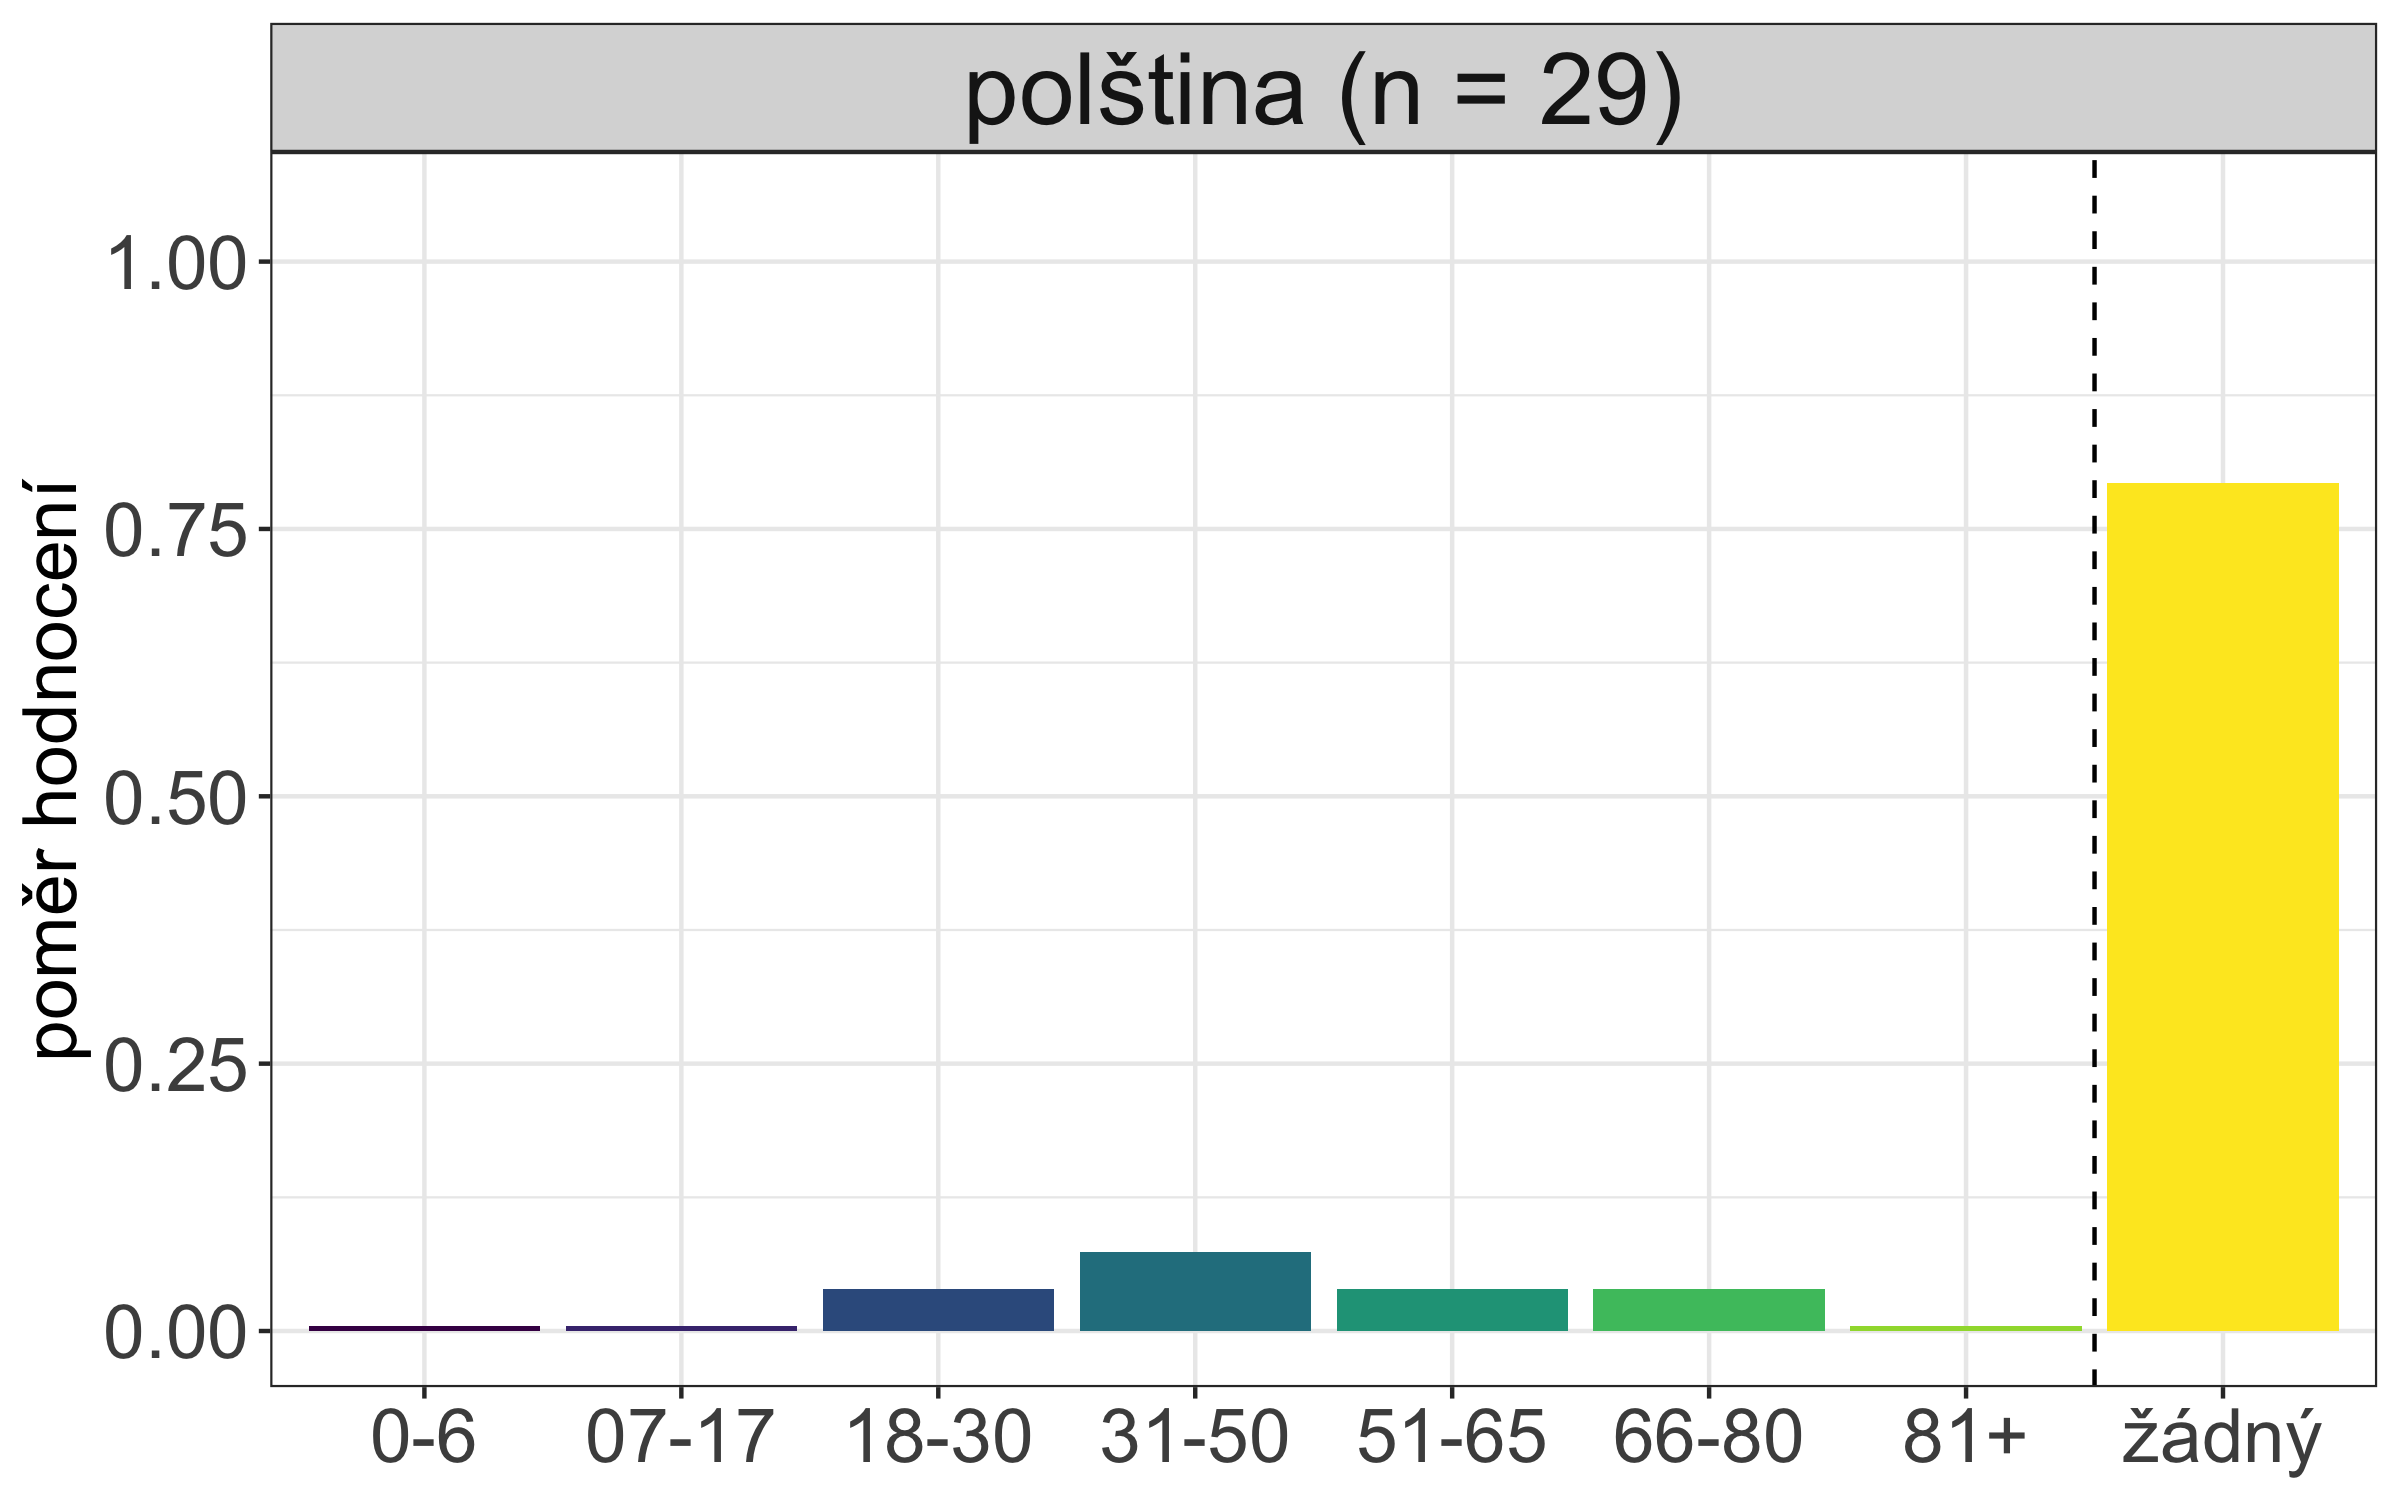 polština (n = 29)
poměr hodnocení
1.00
0.75
0.50
0.25
0.00
0-6 07-17 18-30 31-50 51-65 66-80 81+ žádný